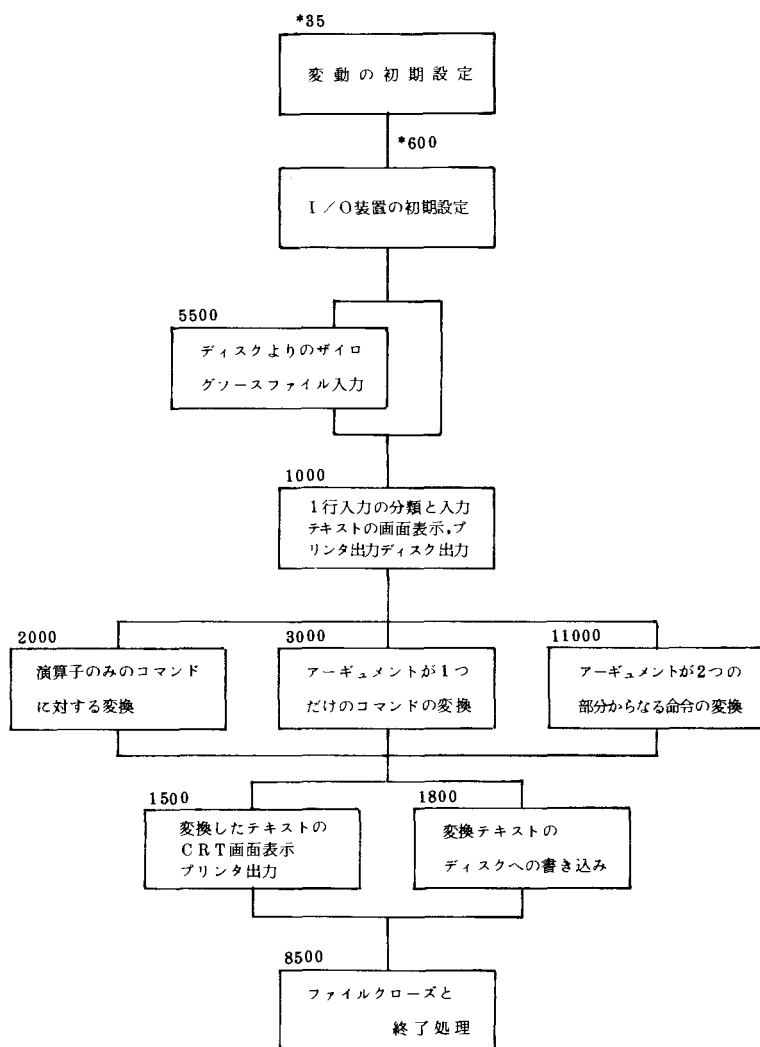 *35
変動の初期設定
*600
I／O装置の初期設定
5500
ディスクよりのザイロ
グソースファイル入力
1000
1行入力の分類と入力
テキストの画面表示，プ
リンタ出力ディスク出力
2000
演算子のみのコマンド
に対する変換
3000
アーギュメントが1つ
だけのコマンドの変換
11000
アーギュメントが2つの
部分からなる命令の変換
1500
変換したテキストの
CRT画面表示
プリンタ出力
1800
変換テキストの
ディスクへの書き込み
8500
ファイルクローズと
終了処理